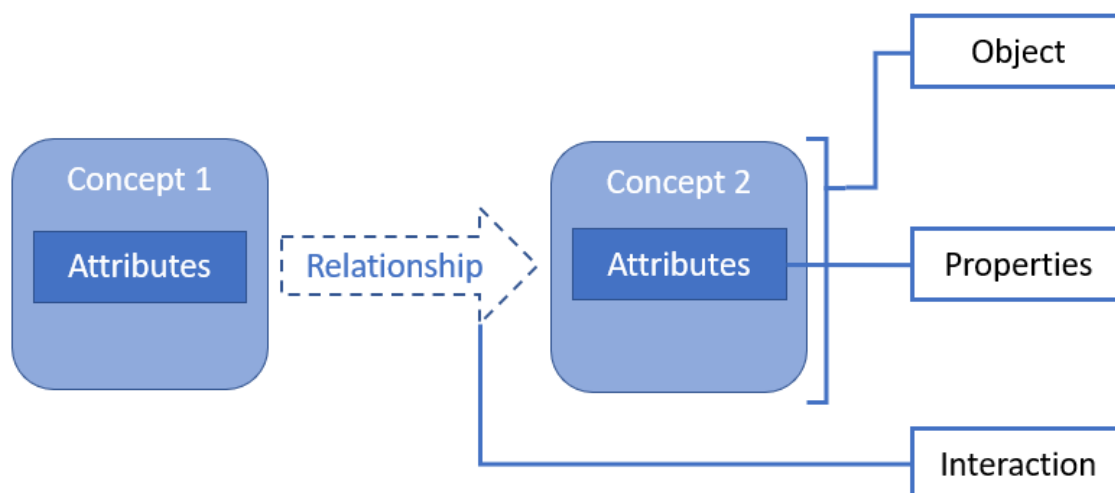 Object
Concept 1
Concept 2
Attributes
Relationship
Attributes
Properties
Interaction